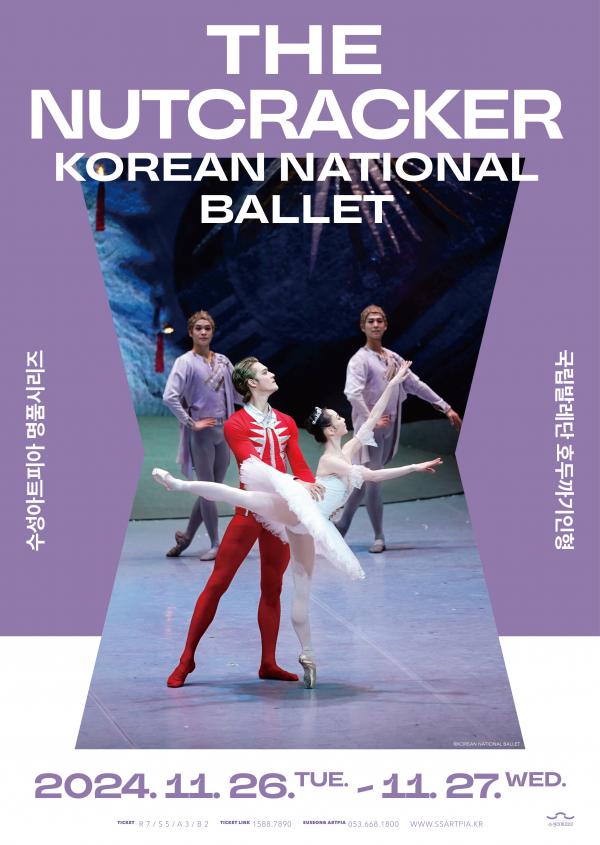 THE
NUTCRACKER
KOREAN NATIONAL
BALLET
수성아트피아 명품시리즈
국립발레단 호두까기인형
©KOREAN NATIONAL BALLET
2024. 11. 26.TUE. - 11. 27.WED.
TICKET R 7 / S 5 / A 3 / B 2 TICKET LINK 1588.7890 SUSEONG ARTPIA 053.668.1800 WWW.SSARTPIA.KR